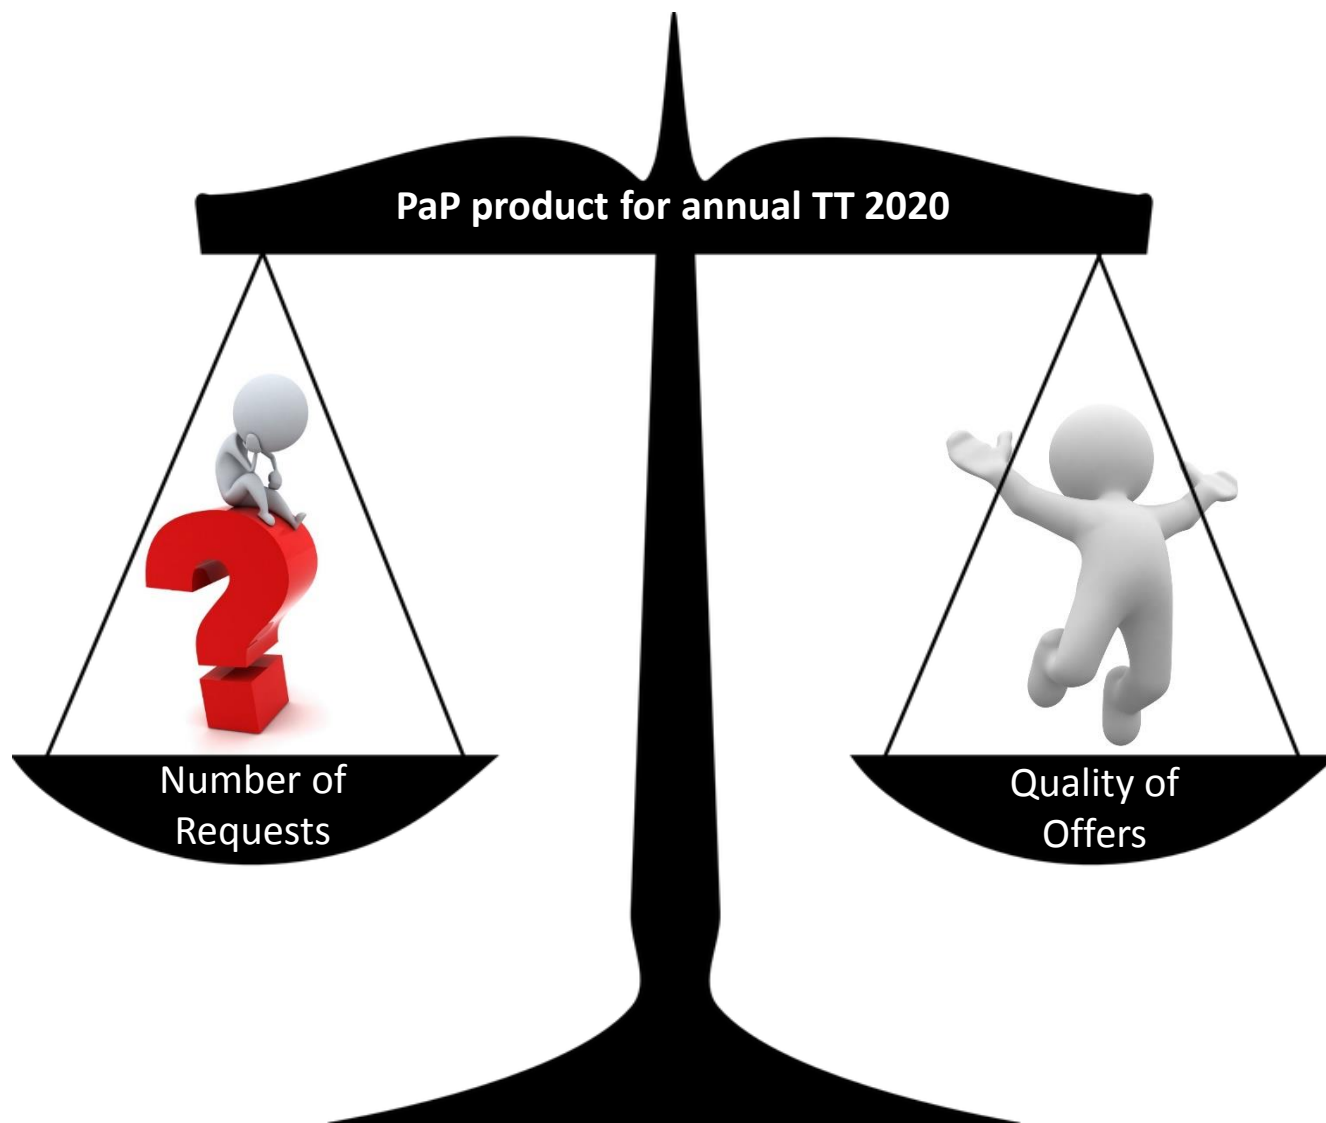 PaP product for annual TT 2020
Number of
Requests
Quality of
Offers